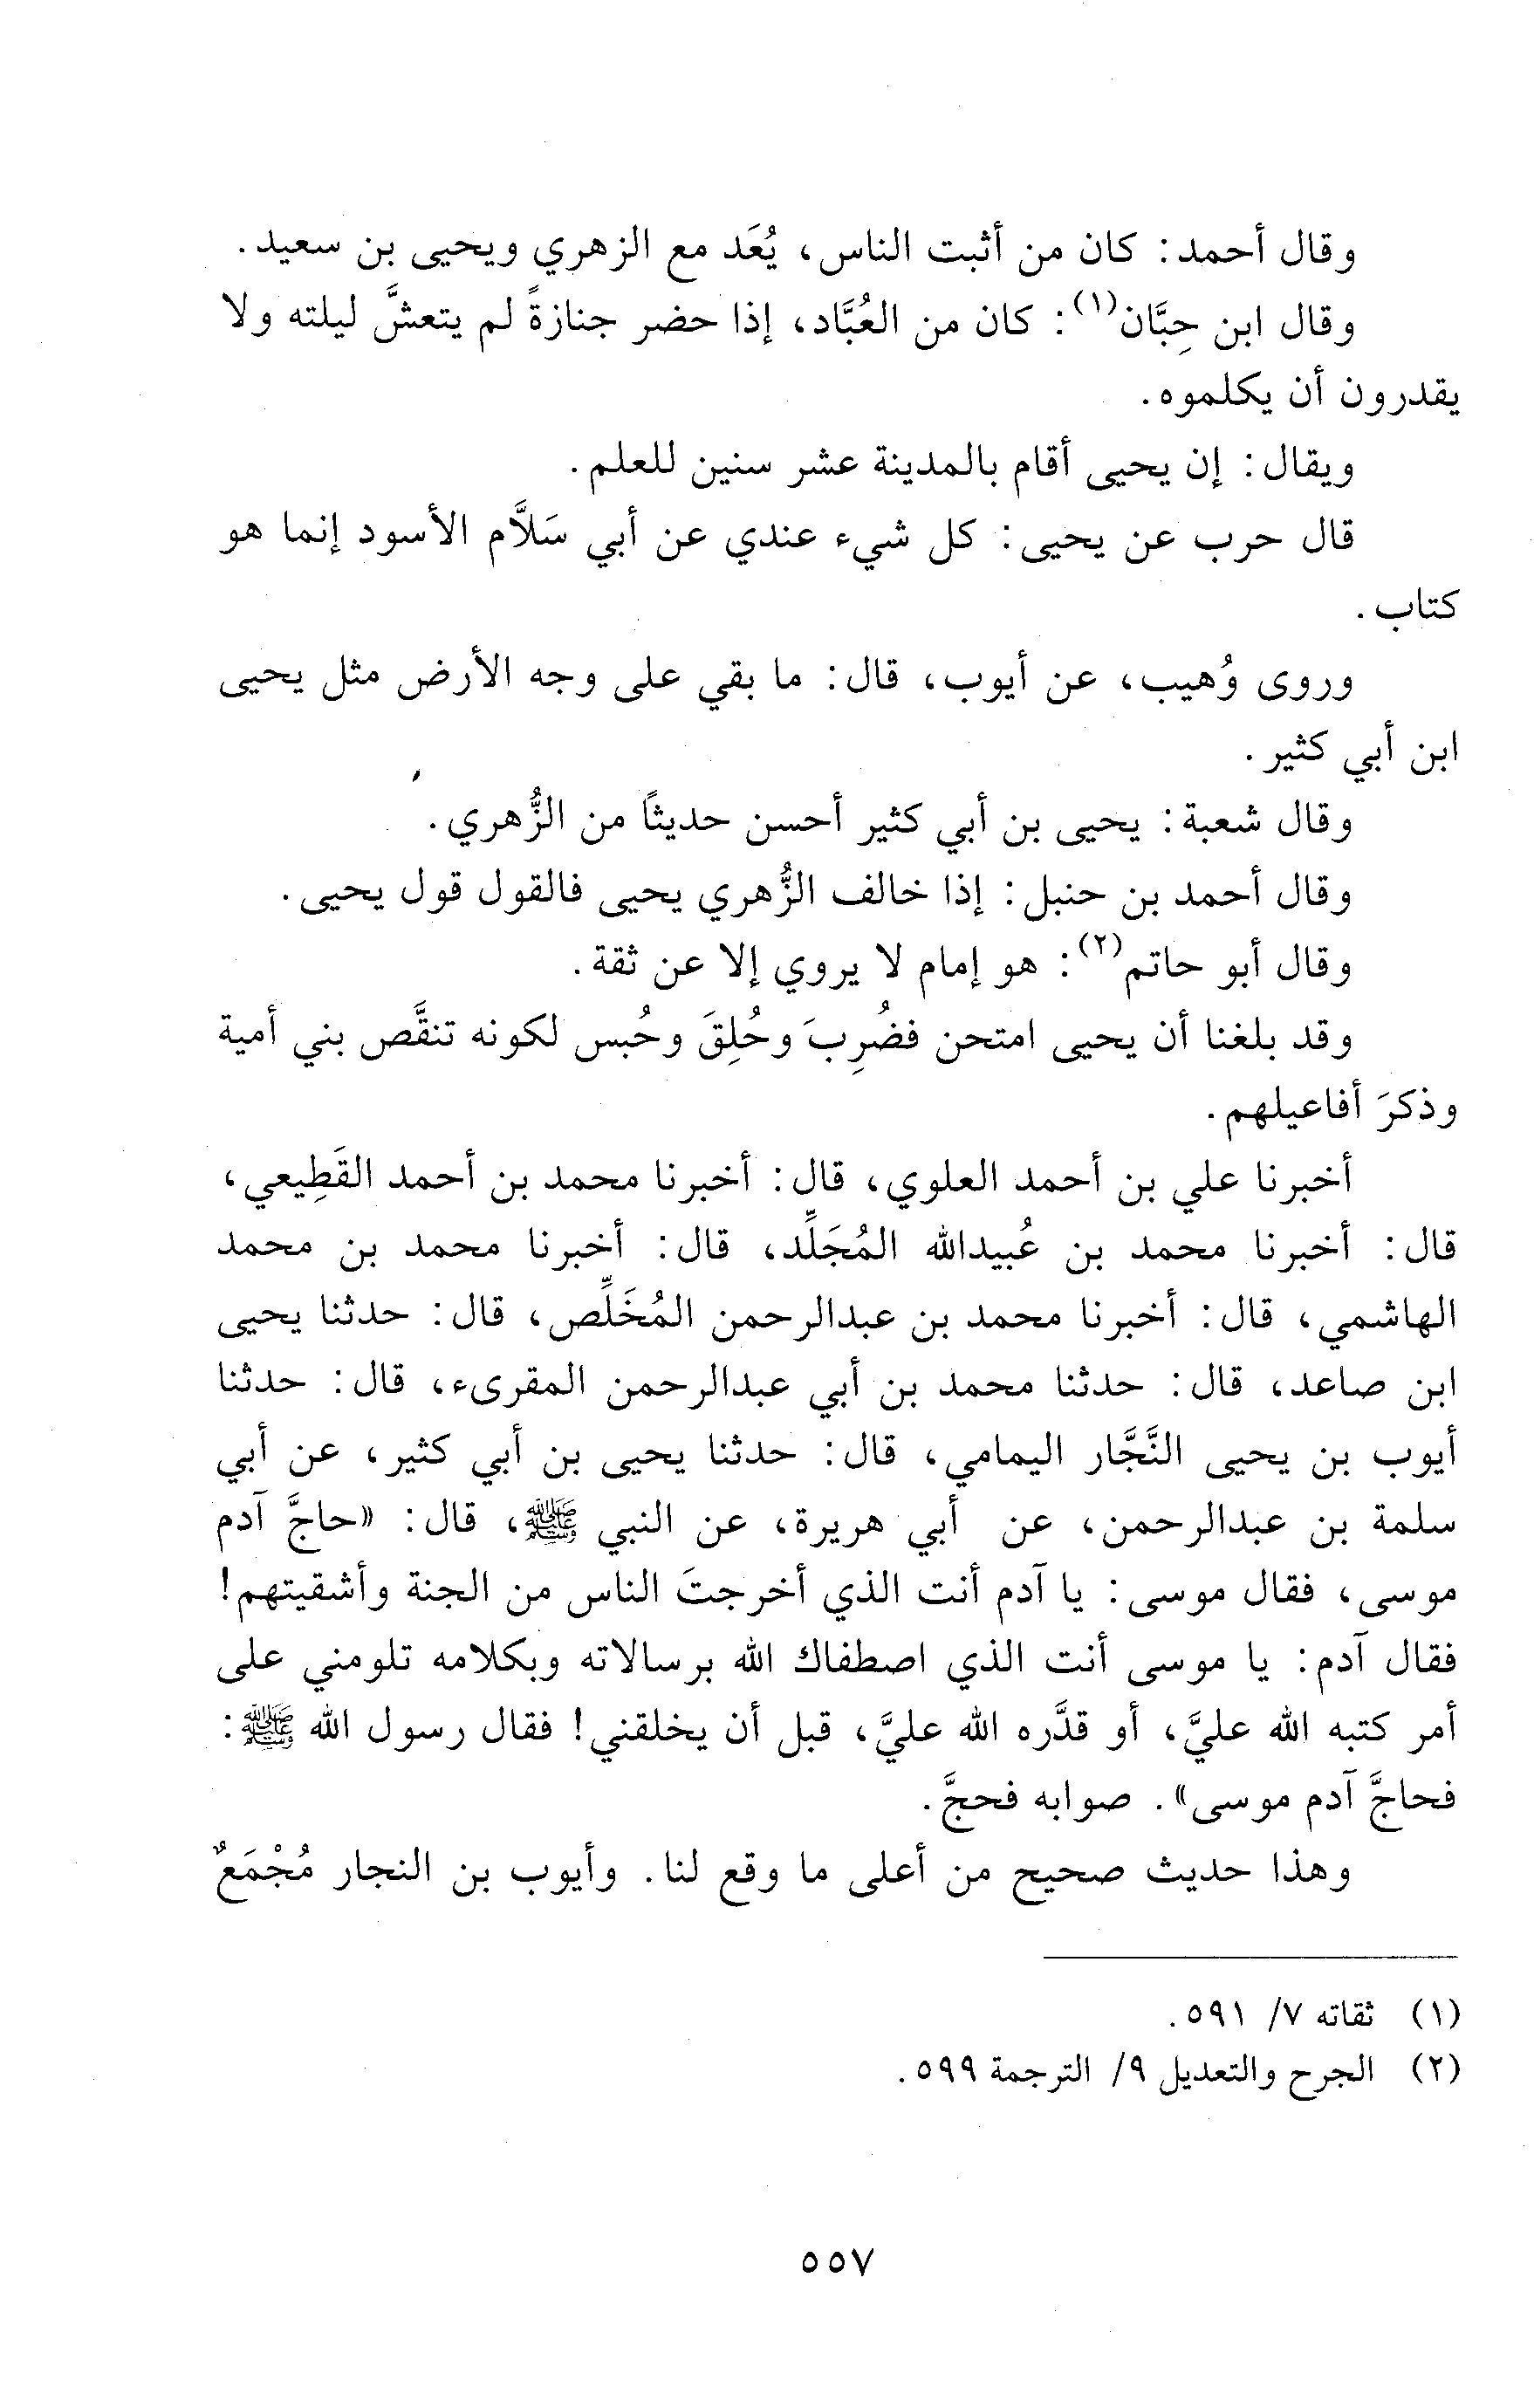 وقال أحمد: كان من أثبت الناس، يُعَد مع الزهري ويحيى بن سعيد.
وقال ابن حِبَّان(١): كان من العُبَّاد، إذا حضر جنازةً لم يتعشَّ ليلته ولا
يقدرون أن يكلموه.
ويقال: إن يحيى أقام بالمدينة عشر سنين للعلم.
قال حرب عن يحيى: كل شيء عندي عن أبي سَلاَّم الأسود إنما هو
كتاب.
وروى وُهيب، عن أيوب، قال: ما بقي على وجه الأرض مثل يحيى
ابن أبي كثير.
وقال شعبة: يحيى بن أبي كثير أحسن حديثًا من الزُّهري.
وقال أحمد بن حنبل: إذا خالف الزُّهري يحيى فالقول قول يحيى.
وقال أبو حاتم(٢): هو إمام لا يروي إلا عن ثقة.
وقد بلغنا أن يحيى امتحن فضُرِبَ وحُلِقَ وحُبس لكونه تنقَّص بني أمية
وذكرَ أفاعيلهم.
أخبرنا علي بن أحمد العلوي، قال: أخبرنا محمد بن أحمد القَطِيعي،
قال: أخبرنا محمد بن عُبيدالله المُجَلِّد، قال: أخبرنا محمد بن محمد
الهاشمي، قال: أخبرنا محمد بن عبدالرحمن المُخَلِّص، قال: حدثنا يحيى
ابن صاعد، قال: حدثنا محمد بن أبي عبدالرحمن المقرىء، قال: حدثنا
أيوب بن يحيى النَّجَّار اليمامي، قال: حدثنا يحيى بن أبي كثير، عن أبي
سلمة بن عبدالرحمن، عن أبي هريرة، عن النبي ﷺ، قال: «حاجَّ آدم
موسى، فقال موسى: يا آدم أنت الذي أخرجتَ الناس من الجنة وأشقيتهم!
فقال آدم: يا موسى أنت الذي اصطفاك الله برسالاته وبكلامه تلومني على
أمر كتبه الله عليَّ، أو قدَّره الله عليَّ، قبل أن يخلقني! فقال رسول الله ﷺ:
فحاجَّ آدم موسى». صوابه فحجَّ.
وهذا حديث صحيح من أعلى ما وقع لنا. وأيوب بن النجار مُجْمَعٌ
(١) ثقاته ٧/ ٥٩١.
(٢) الجرح والتعديل ٩/ الترجمة ٥٩٩.
٥٥٧